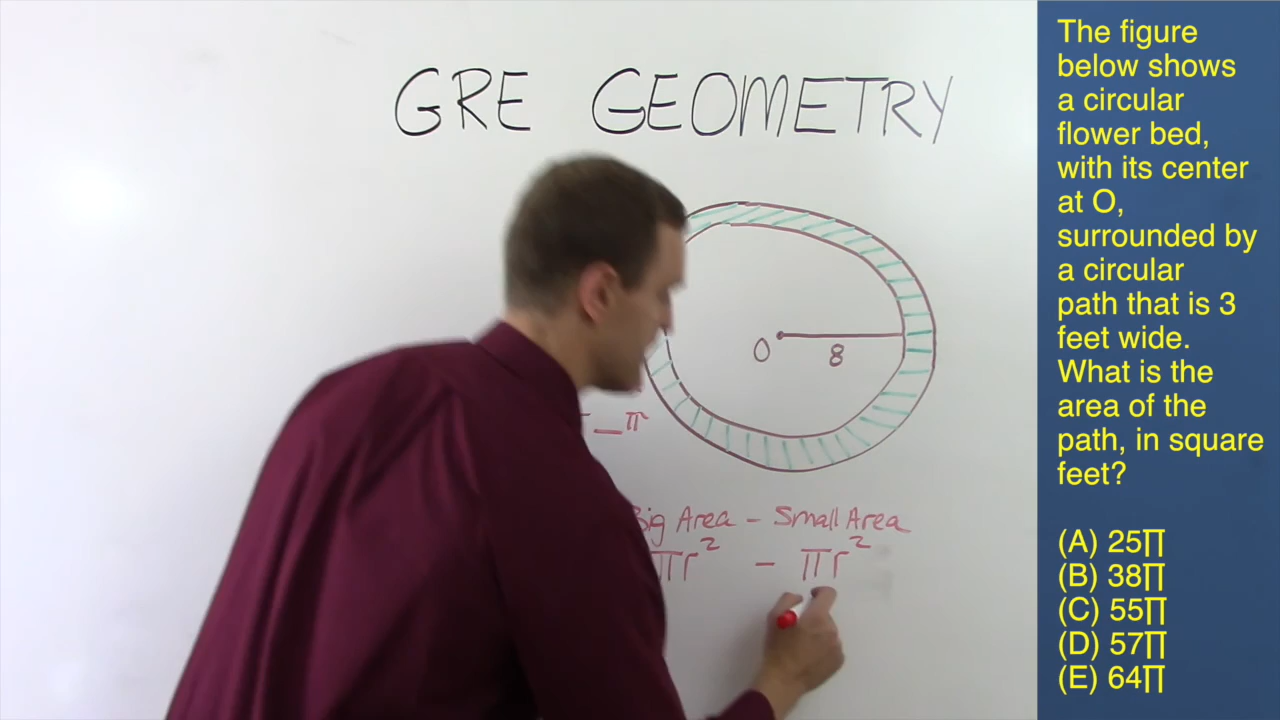 GRE GEOMETRY
O
8
_π
Big Area - Small Area
πr² - πr²
The figure
below shows
a circular
flower bed,
with its center
at O,
surrounded by
a circular
path that is 3
feet wide.
What is the
area of the
path, in square
feet?
(A) 25∏
(B) 38∏
(C) 55∏
(D) 57∏
(E) 64∏